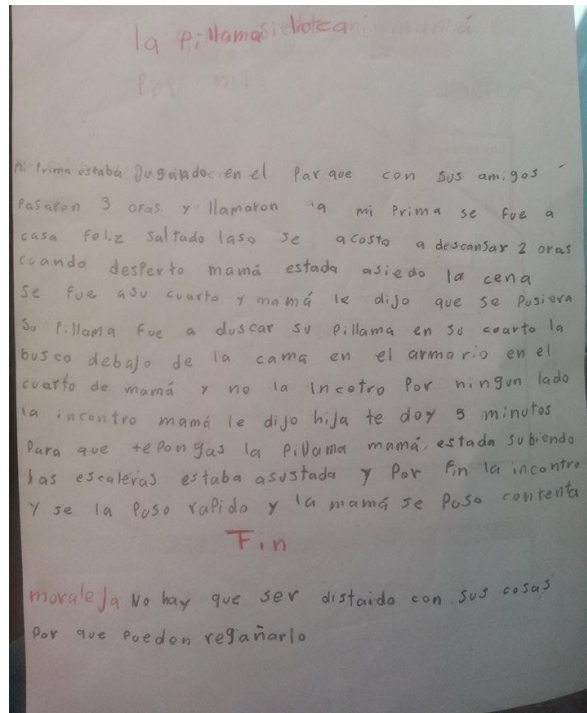 la Pillama loca
Mi Prima estaba Jugando en el Parque con sus amigos
Pasaron 3 oras y llamaron a mi Prima se fue a
casa Feliz saltado laso se acosto a descansar 2 oras
cuando desperto mamá estada asiedo la cena
se fue asu cuarto y mamá le dijo que se Pusiera
su Pillama fue a duscar su Pillama en su cuarto la
busco debajo de la cama en el armario en el
cuarto de mamá y no la incotro Por ningun lado
la incontro mamá le dijo hija te doy 5 minutos
Para que tepongas la Pillama mamá estada subiendo
las escaleras estaba asustada y Por Fin la incontro
y se la Puso rapido y la mamá se Puso contenta
Fin
moraleja No hay que ser distaido con sus cosas
Por que Pueden regañarlo